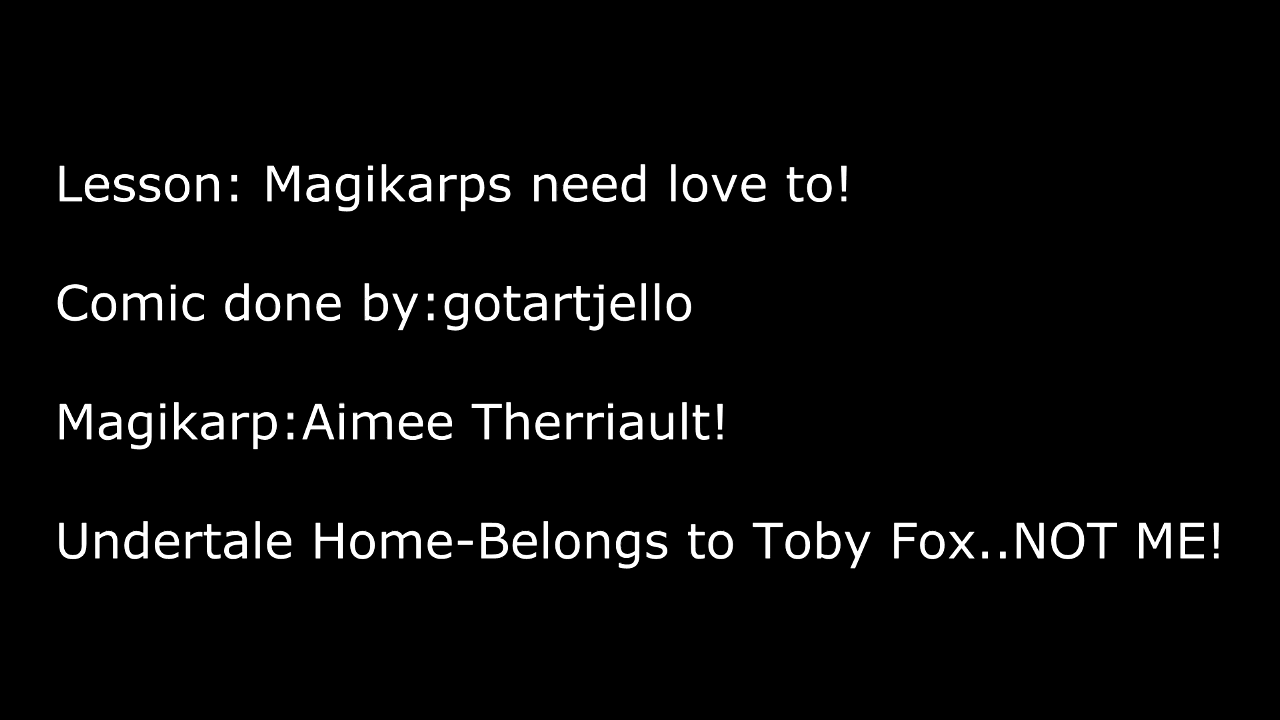 Lesson: Magikarps need love to!
Comic done by:gotartjello
Magikarp:Aimee Therriault!
Undertale Home-Belongs to Toby Fox..NOT ME!